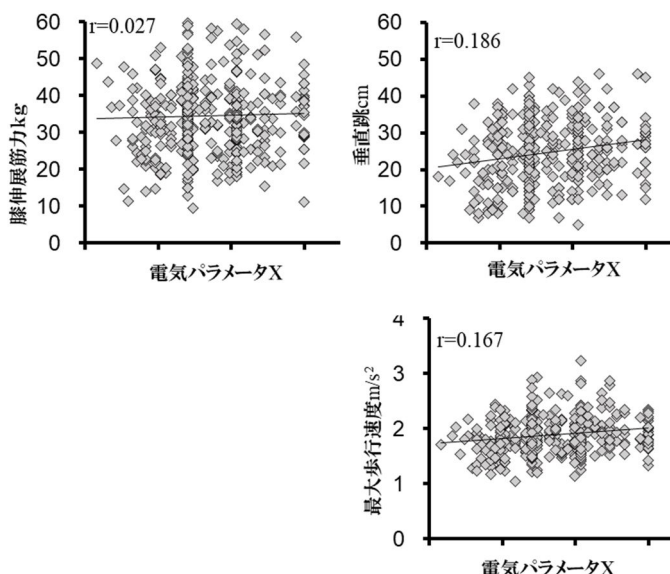 60
r=0.027
50
40
30
20
10
0
膝伸展筋力kg
電気パラメータX
60
r=0.186
50
40
30
20
10
0
垂直跳cm
電気パラメータX
4
r=0.167
3
2
1
0
最大歩行速度m/s²
電気パラメータX